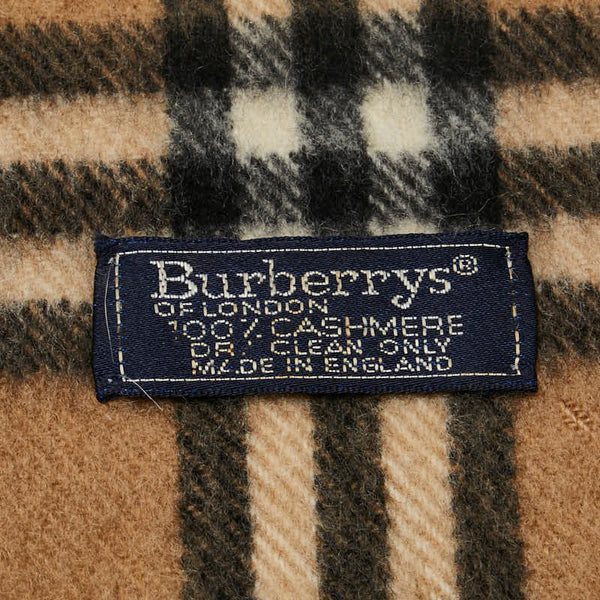 Burberrys®
OF LONDON
100% CASHMERE
DRY CLEAN ONLY
MADE IN ENGLAND